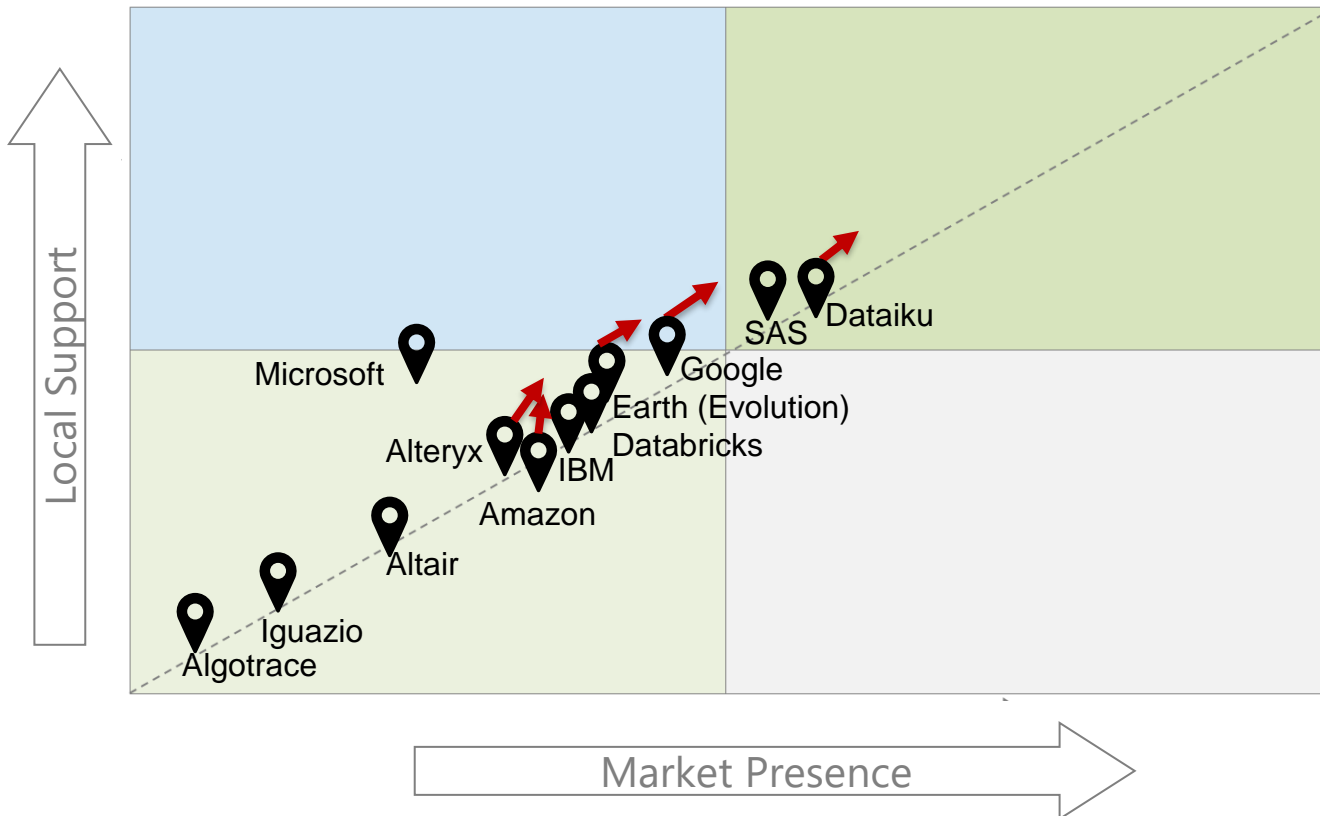 Local Support
SAS
Dataiku
Microsoft
Google
Earth (Evolution)
Databricks
Alteryx
IBM
Amazon
Altair
Iguazio
Algotrace
Market Presence